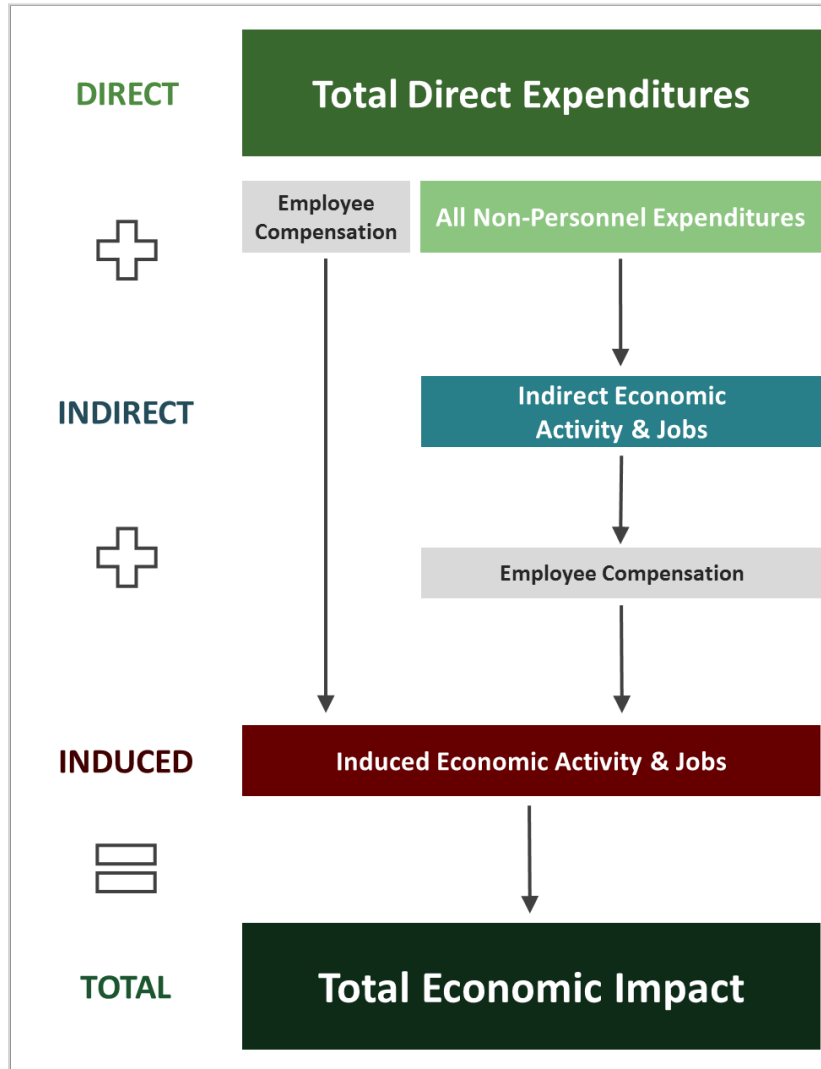 DIRECT
Total Direct Expenditures
Employee
Compensation
All Non-Personnel Expenditures
INDIRECT
Indirect Economic
Activity & Jobs
Employee Compensation
INDUCED
Induced Economic Activity & Jobs
TOTAL
Total Economic Impact